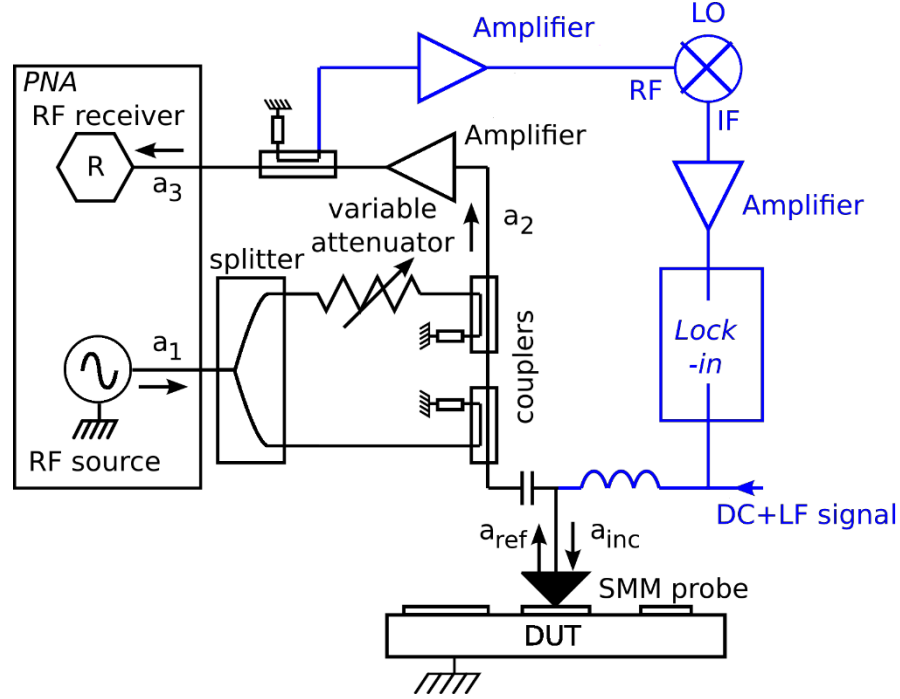 LO
Amplifier
PNA
RF receiver
RF
IF
R
Amplifier
a3
variable
attenuator
a2
Amplifier
splitter
a1
couplers
Lock
-in
RF source
DC+LF signal
aref
ainc
SMM probe
DUT